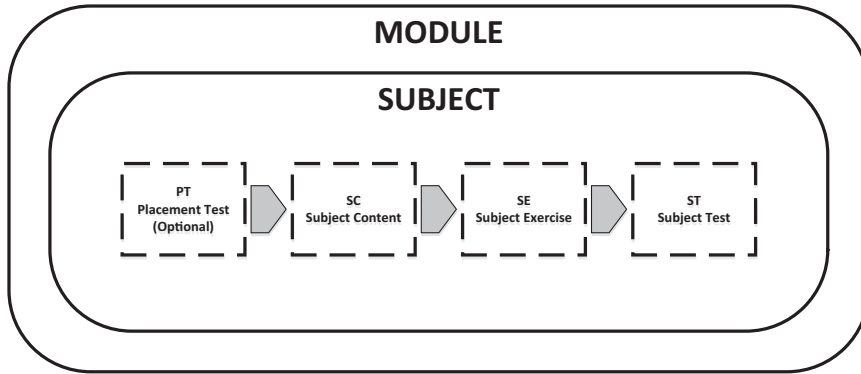 MODULE
SUBJECT
PT
Placement Test
(Optional)
SC
Subject Content
SE
Subject Exercise
ST
Subject Test